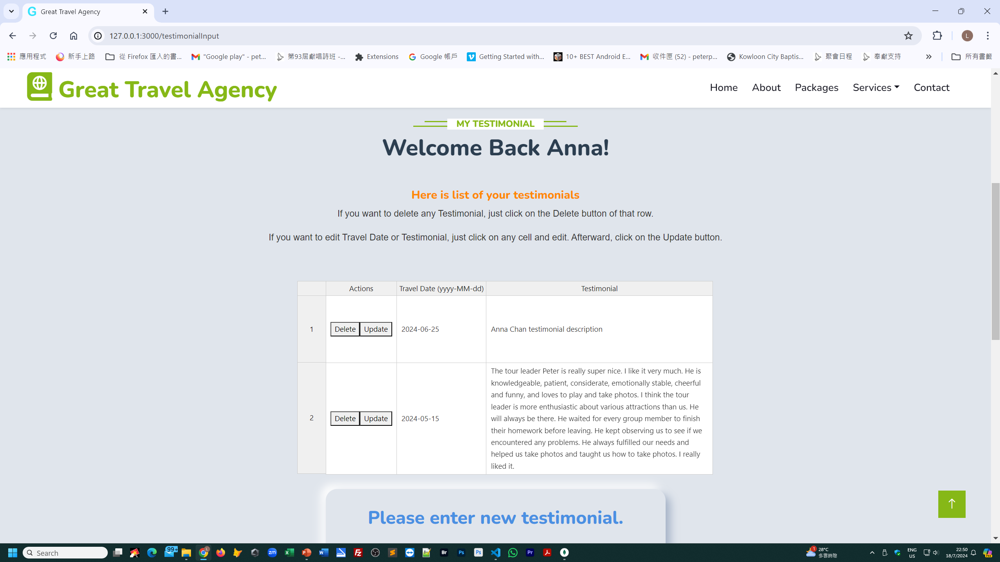 Great Travel Agency
127.0.0.1:3000/testimonialInput
應用程式 新手上路 從 Firefox 匯入的書... "Google play" - pet... 第93屆獻唱詩班 -... Extensions Google 帳戶 Getting Started with... 10+ BEST Android E... 收件匣 (52) - peterp... Kowloon City Baptis... 聚會日程 奉獻支持 » 所有書籤
Great Travel Agency Home About Packages Services Contact
MY TESTIMONIAL
Welcome Back Anna!
Here is list of your testimonials
If you want to delete any Testimonial, just click on the Delete button of that row.
If you want to edit Travel Date or Testimonial, just click on any cell and edit. Afterward, click on the Update button.
Actions Travel Date (yyyy-MM-dd) Testimonial
1 Delete Update 2024-06-25 Anna Chan testimonial description
2 Delete Update 2024-05-15
The tour leader Peter is really super nice. I like it very much. He is
knowledgeable, patient, considerate, emotionally stable, cheerful
and funny, and loves to play and take photos. I think the tour
leader is more enthusiastic about various attractions than us. He
will always be there. He waited for every group member to finish
their homework before leaving. He kept observing us to see if we
encountered any problems. He always fulfilled our needs and
helped us take photos and taught us how to take photos. I really
liked it.
Please enter new testimonial.
Search 99+ L zm Br Ps Ps Pr 1 28°C ENG 22:50
多雲時陰 US 18/7/2024 PRE